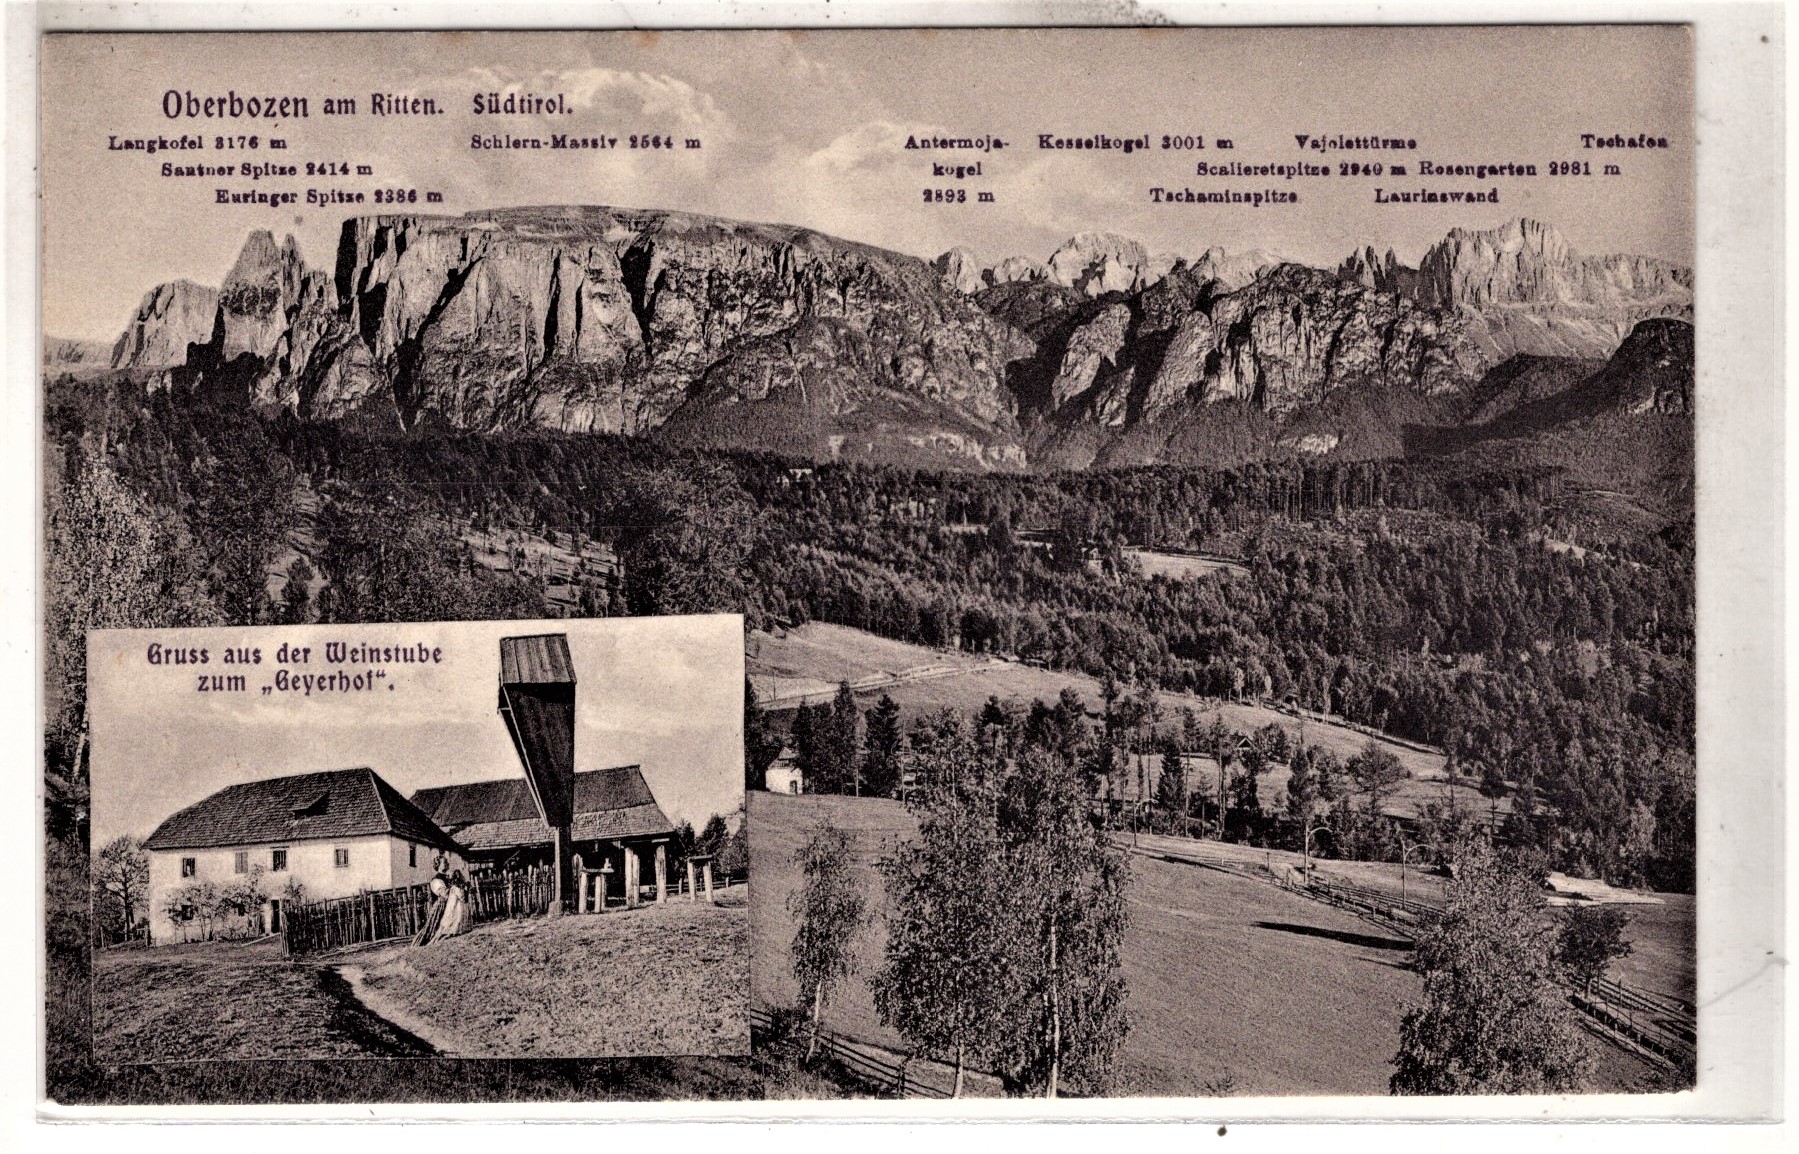 Oberbozen am Ritten. Südtirol.
Langkofel 3176 m Schlern-Massiv 2564 m Antermoja- Kesselkogel 3001 m Vajolettürme Tschafon
Santner Spitze 2414 m kogel Scalieretspitze 2940 m Rosengarten 2981 m
Euringer Spitze 2386 m 2893 m Tschaminspitze Laurinswand
Gruss aus der Weinstube
zum „Geyerhof“.